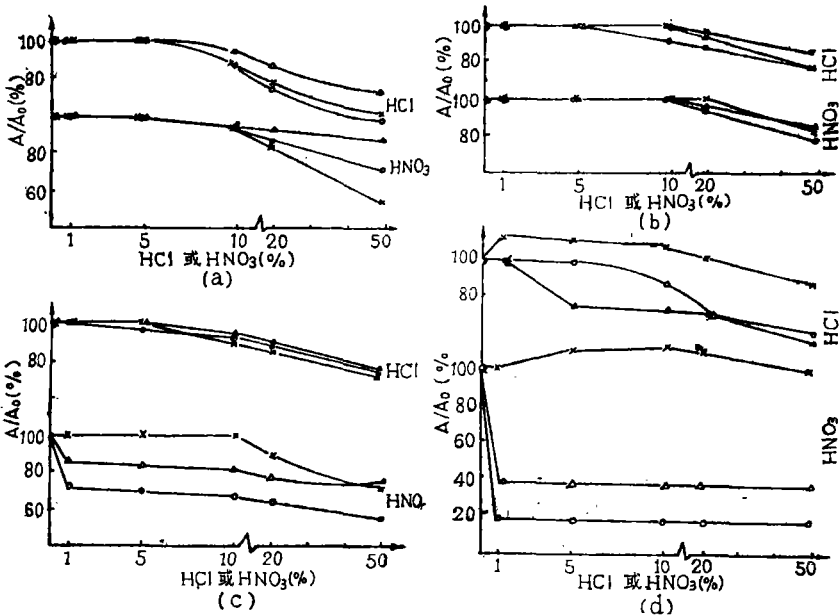 A/A₀(%)
100
80
HCl
80
HNO₃
60
1 5 10 20 50
HCl 或 HNO₃(%)
(a)
A/A₀(%)
100
80
HCl
100
80
HNO₃
1 5 10 20 50
HCl 或 HNO₃(%)
(b)
A/A₀(%)
100
80
HCl
100
80
HNO₃
60
1 5 10 20 50
HCl 或 HNO₃(%)
(c)
A/A₀(%
100
80
HCl
100
80
60
HNO₃
40
20
1 5 10 20 50
HCl 或 HNO₃(%)
(d)